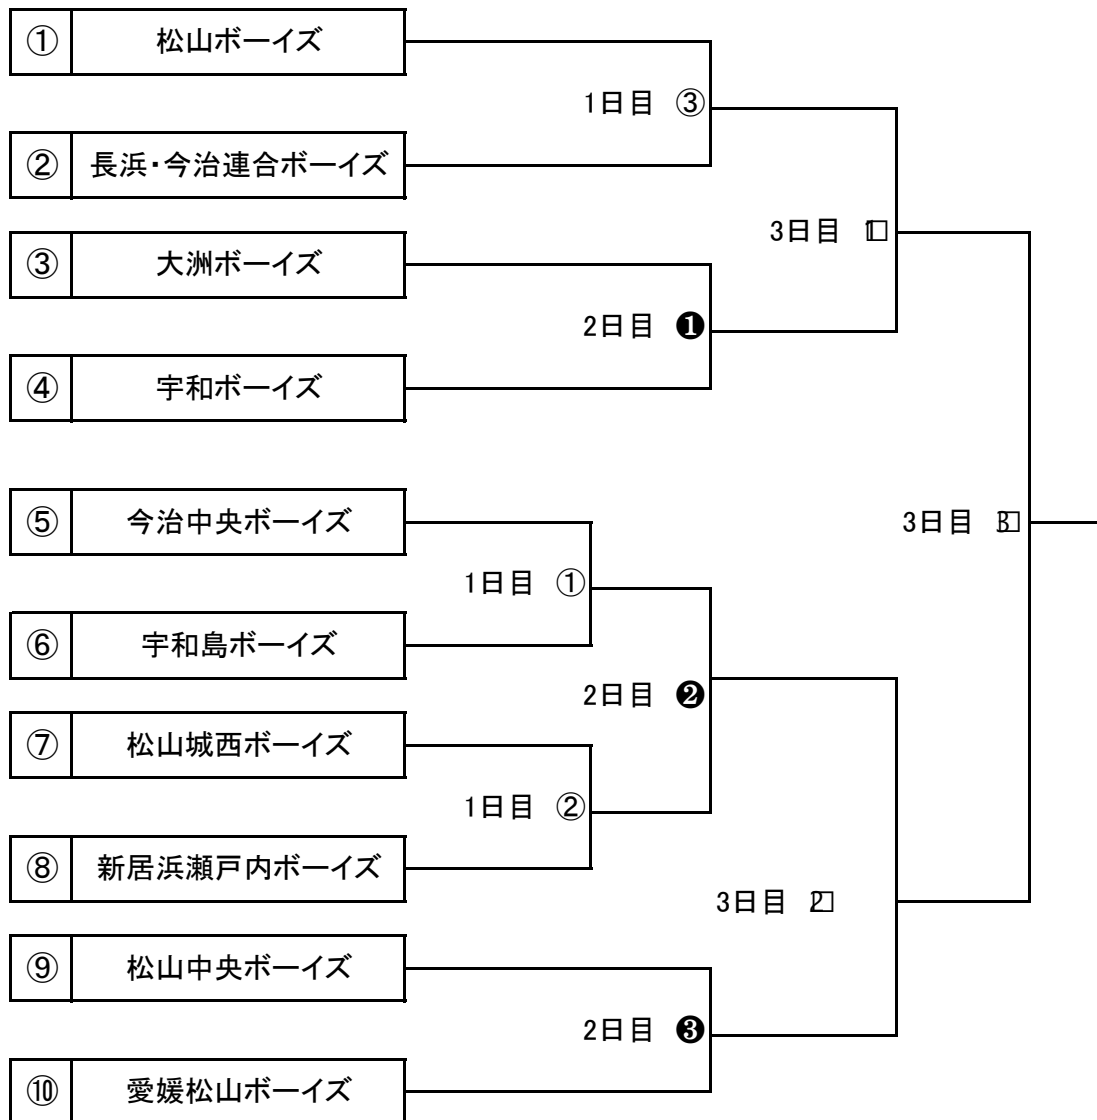 ① 松山ボーイズ
1日目 ③
② 長浜・今治連合ボーイズ
3日目 1
③ 大洲ボーイズ
2日目 ❶
④ 宇和ボーイズ
⑤ 今治中央ボーイズ
3日目 3
1日目 ①
⑥ 宇和島ボーイズ
2日目 ❷
⑦ 松山城西ボーイズ
1日目 ②
⑧ 新居浜瀬戸内ボーイズ
3日目 2
⑨ 松山中央ボーイズ
2日目 ❸
⑩ 愛媛松山ボーイズ